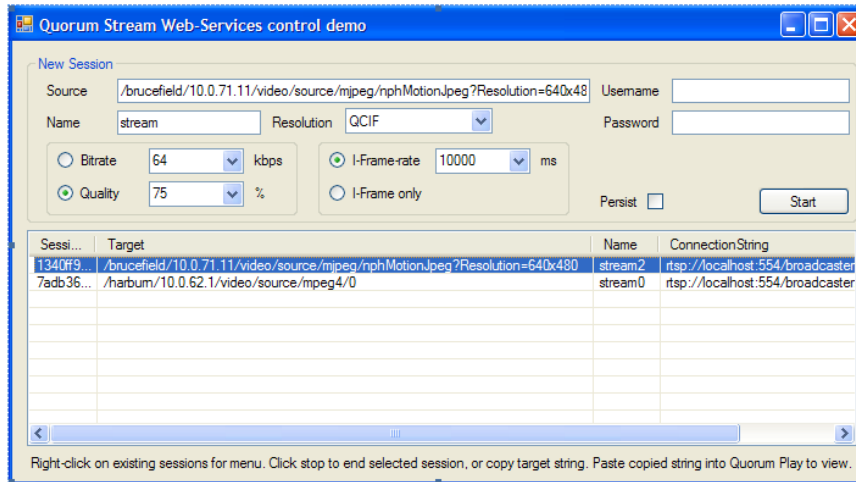 Quorum Stream Web-Services control demo
New Session
Source /brucefield/10.0.71.11/video/source/mjpeg/nphMotionJpeg?Resolution=640x48 Username
Name stream Resolution QCIF Password
Bitrate 64 kbps I-Frame-rate 10000 ms
Quality 75 % I-Frame only Persist Start
Sessi... Target Name ConnectionString
1340ff9... /brucefield/10.0.71.11/video/source/mjpeg/nphMotionJpeg?Resolution=640x480 stream2 rtsp://localhost:554/broadcaster
7adb36... /harburn/10.0.62.1/video/source/mpeg4/0 stream0 rtsp://localhost:554/broadcaster
Right-click on existing sessions for menu. Click stop to end selected session, or copy target string. Paste copied string into Quorum Play to view.